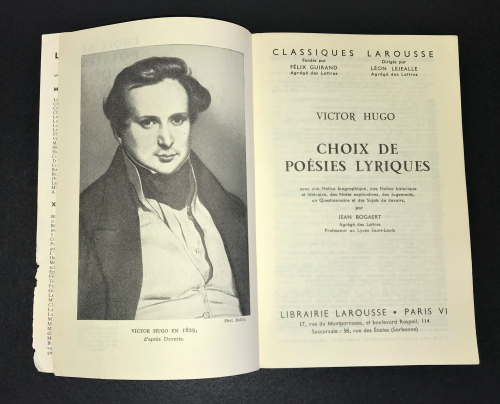 VICTOR HUGO EN 1829,
d'après Deveria.
CLASSIQUES LAROUSSE
Fondés par
FÉLIX GUIRAND
Agrégé des Lettres
Dirigés par
LÉON LEJEALLE
Agrégé des Lettres
VICTOR HUGO
CHOIX DE
POÉSIES LYRIQUES
avec une Notice biographique, une Notice historique
et littéraire, des Notes explicatives, des Jugements,
un Questionnaire et des Sujets de devoirs,
par
JEAN BOGAERT
Agrégé des Lettres
Professeur au Lycée Saint-Louis
LIBRAIRIE LAROUSSE • PARIS VI
17, rue du Montparnasse, et boulevard Raspail, 114
Succursale : 58, rue des Écoles (Sorbonne)